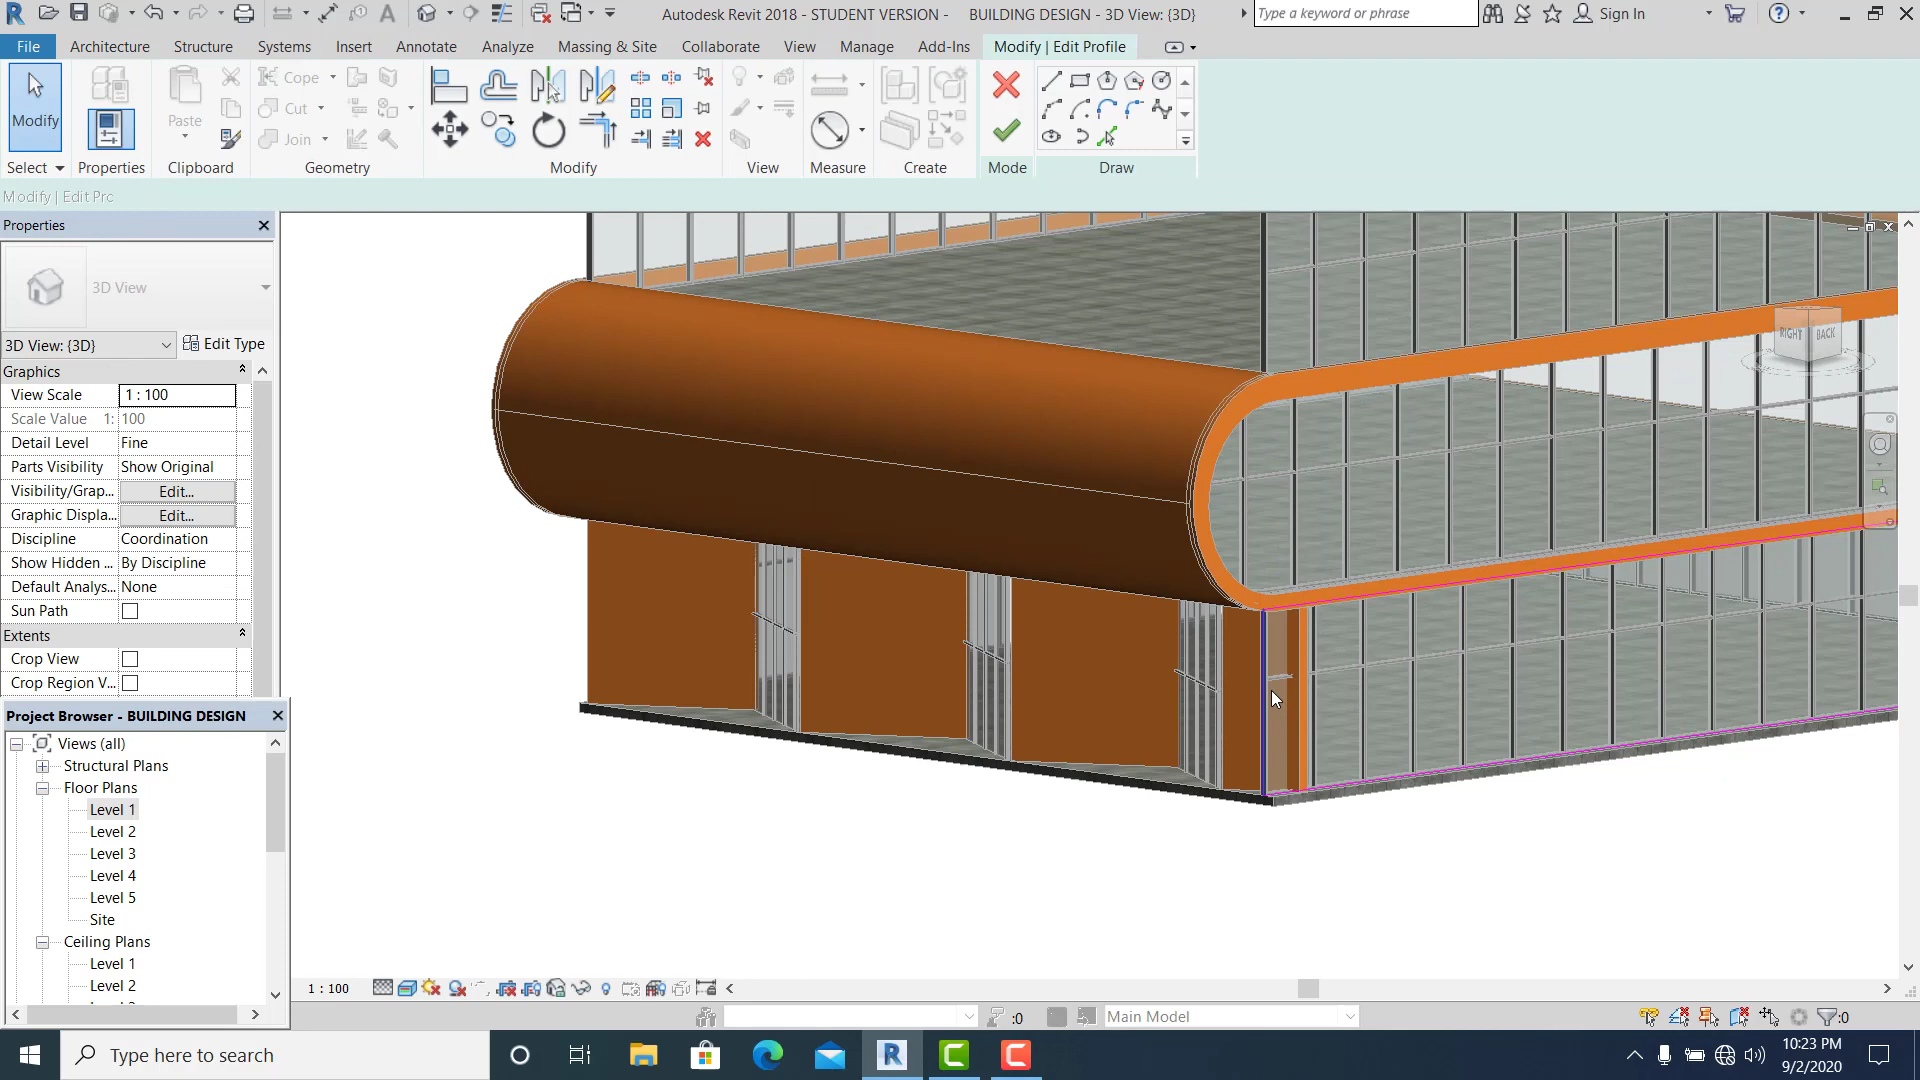 Autodesk Revit 2018 - STUDENT VERSION - BUILDING DESIGN - 3D View: {3D}
Type a keyword or phrase
Sign In
File Architecture Structure Systems Insert Annotate Analyze Massing & Site Collaborate View Manage Add-Ins Modify | Edit Profile
Modify
Paste
Cope
Cut
Join
Select Properties Clipboard Geometry Modify View Measure Create Mode Draw
Modify | Edit Prc
Properties
3D View
3D View: {3D} Edit Type
Graphics
View Scale 1 : 100
Scale Value 1: 100
Detail Level Fine
Parts Visibility Show Original
Visibility/Grap... Edit...
Graphic Displa... Edit...
Discipline Coordination
Show Hidden ... By Discipline
Default Analys... None
Sun Path
Extents
Crop View
Crop Region V...
Project Browser - BUILDING DESIGN
Views (all)
Structural Plans
Floor Plans
Level 1
Level 2
Level 3
Level 4
Level 5
Site
Ceiling Plans
Level 1
Level 2
RIGHT BACK
1 : 100
:0
Main Model
:0
Type here to search
10:23 PM
9/2/2020